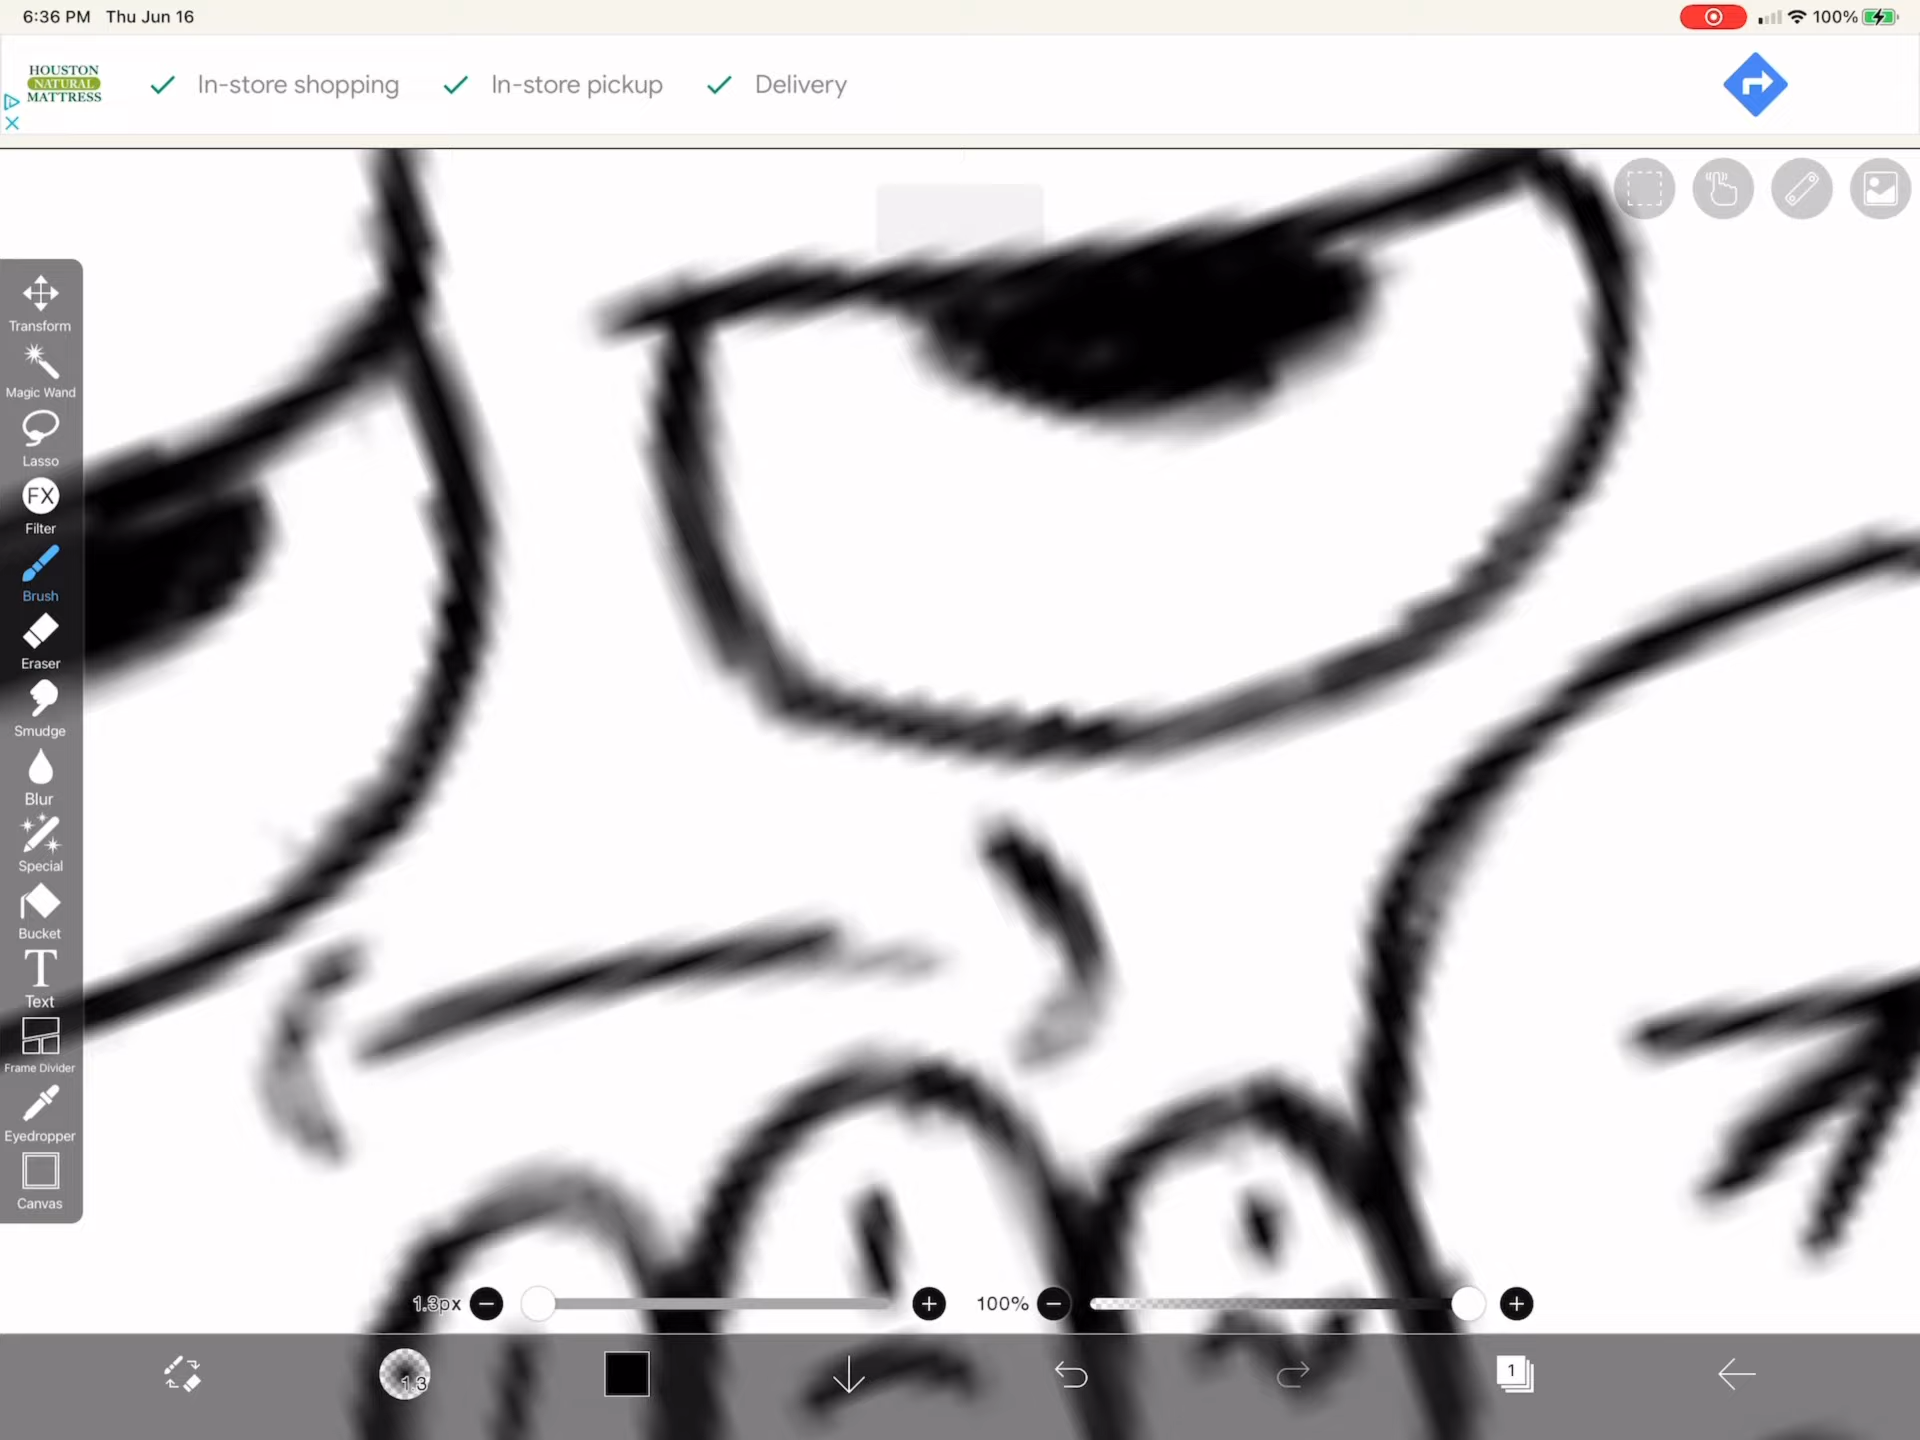 6:36 PM Thu Jun 16
100%
HOUSTON
NATURAL
MATTRESS
In-store shopping
In-store pickup
Delivery
Transform
Magic Wand
Lasso
FX
Filter
Brush
Eraser
Smudge
Blur
Special
Bucket
T
Text
Frame Divider
Eyedropper
Canvas
1.3px
100%
1.3
1